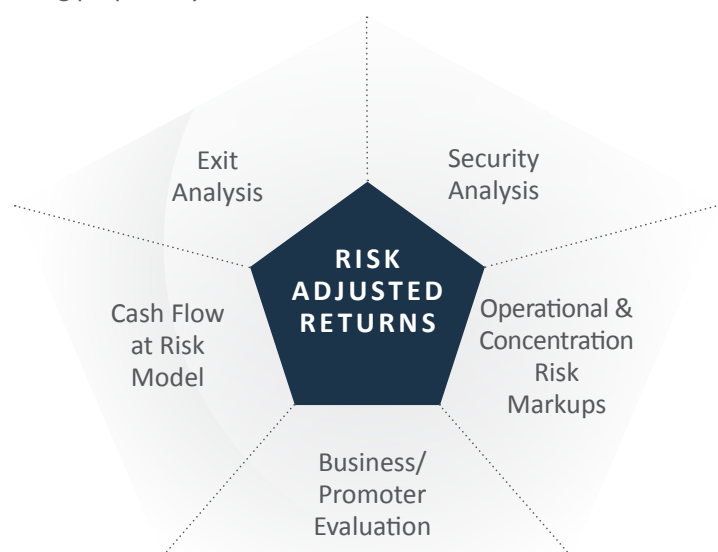 Exit
Analysis
Security
Analysis
RISK
ADJUSTED
RETURNS
Cash Flow
at Risk
Model
Operational &
Concentration
Risk
Markups
Business/
Promoter
Evaluation